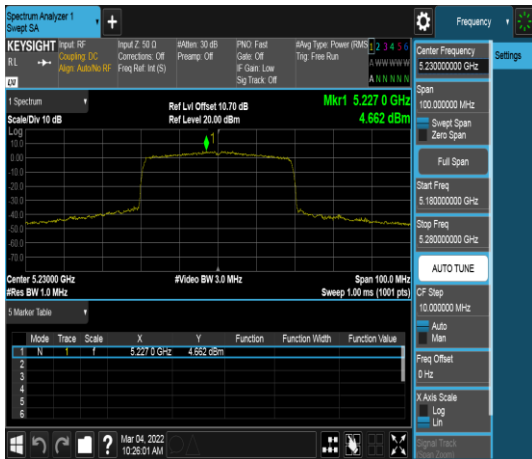 Spectrum Analyzer 1
Swept SA
Frequency
Settings
KEYSIGHT
RL
LXI
Input: RF
Coupling: DC
Align: Auto/No RF
Input Z: 50 Ω
Corrections: Off
Freq Ref: Int (S)
#Atten: 30 dB
Preamp: Off
PNO: Fast
Gate: Off
IF Gain: Low
Sig Track: Off
#Avg Type: Power (RMS
Trig: Free Run
1 2 3 4 5 6
A W W W W W
A N N N N N
1 Spectrum
Scale/Div 10 dB
Ref Lvl Offset 10.70 dB
Ref Level 20.00 dBm
Mkr1 5.227 0 GHz
4.662 dBm
Log
10.0
0.00
-10.0
-20.0
-30.0
-40.0
-50.0
-60.0
-70.0
1
Center 5.23000 GHz
#Res BW 1.0 MHz
#Video BW 3.0 MHz
Span 100.0 MHz
Sweep 1.00 ms (1001 pts)
5 Marker Table
Mode Trace Scale X Y Function Function Width Function Value
1 N 1 f 5.227 0 GHz 4.662 dBm
2
3
4
5
6
Mar 04, 2022
10:26:01 AM
Center Frequency
5.230000000 GHz
Span
100.000000 MHz
Swept Span
Zero Span
Full Span
Start Freq
5.180000000 GHz
Stop Freq
5.280000000 GHz
AUTO TUNE
CF Step
10.000000 MHz
Auto
Man
Freq Offset
0 Hz
X Axis Scale
Log
Lin
Signal Track
(Span Zoom)